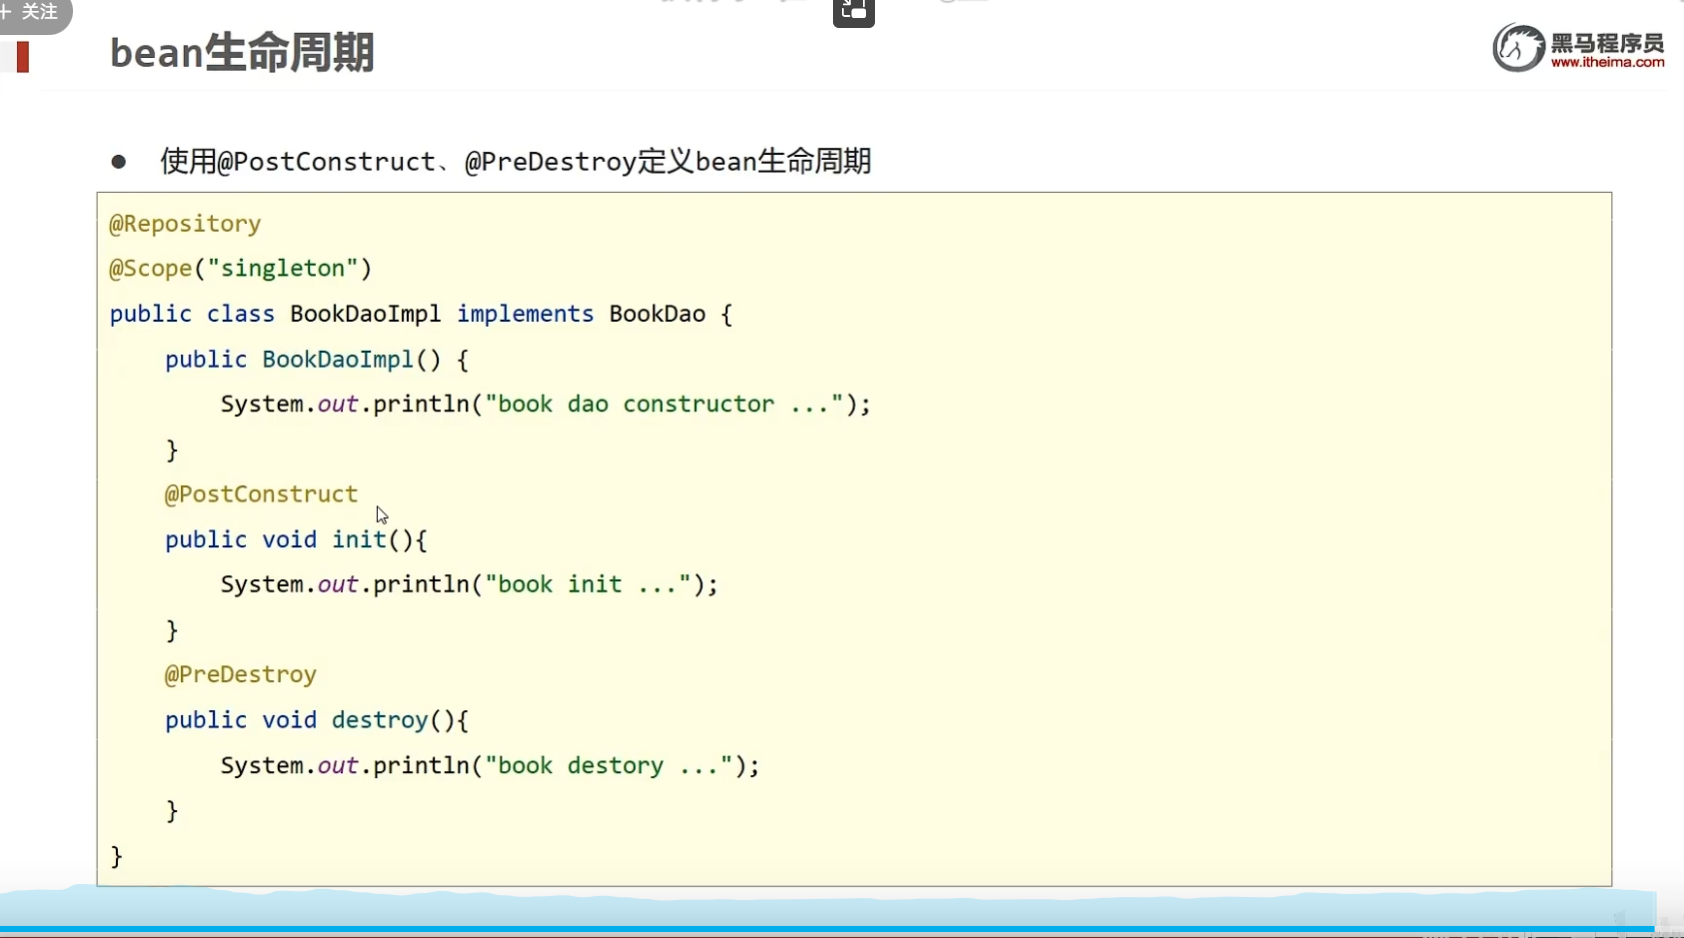 + 关注
bean生命周期
黑马程序员
www.itheima.com
● 使用@PostConstruct、@PreDestroy定义bean生命周期
@Repository
@Scope("singleton")
public class BookDaoImpl implements BookDao {
    public BookDaoImpl() {
        System.out.println("book dao constructor ...");
    }
    @PostConstruct
    public void init(){
        System.out.println("book init ...");
    }
    @PreDestroy
    public void destroy(){
        System.out.println("book destory ...");
    }
}